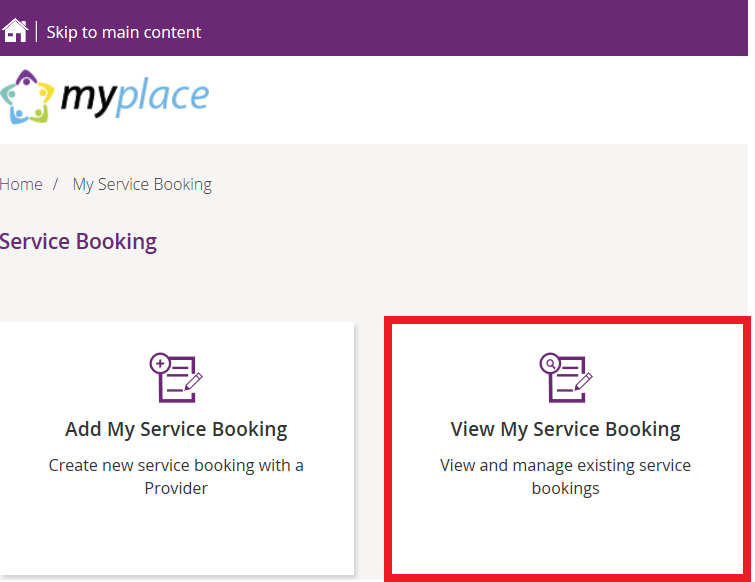 Skip to main content
myplace
Home / My Service Booking
Service Booking
Add My Service Booking
Create new service booking with a
Provider
View My Service Booking
View and manage existing service
bookings